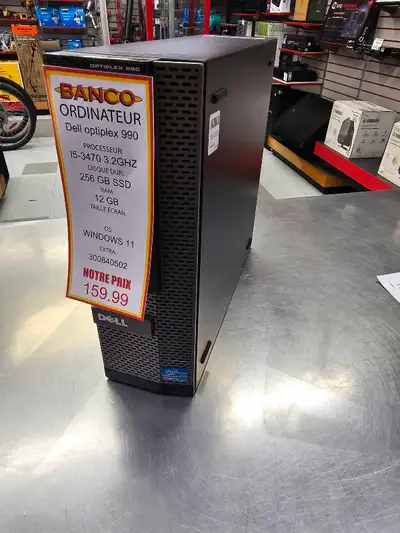 OPTIPLEX 990
BANCO
ORDINATEUR
Dell optiplex 990
PROCESSEUR:
I5-3470 3.2GHZ
DISQUE DUR:
256 GB SSD
RAM:
12 GB
TAILLE ÉCRAN:
OS:
WINDOWS 11
EXTRA:
300840502
NOTRE PRIX
159.99
DELL